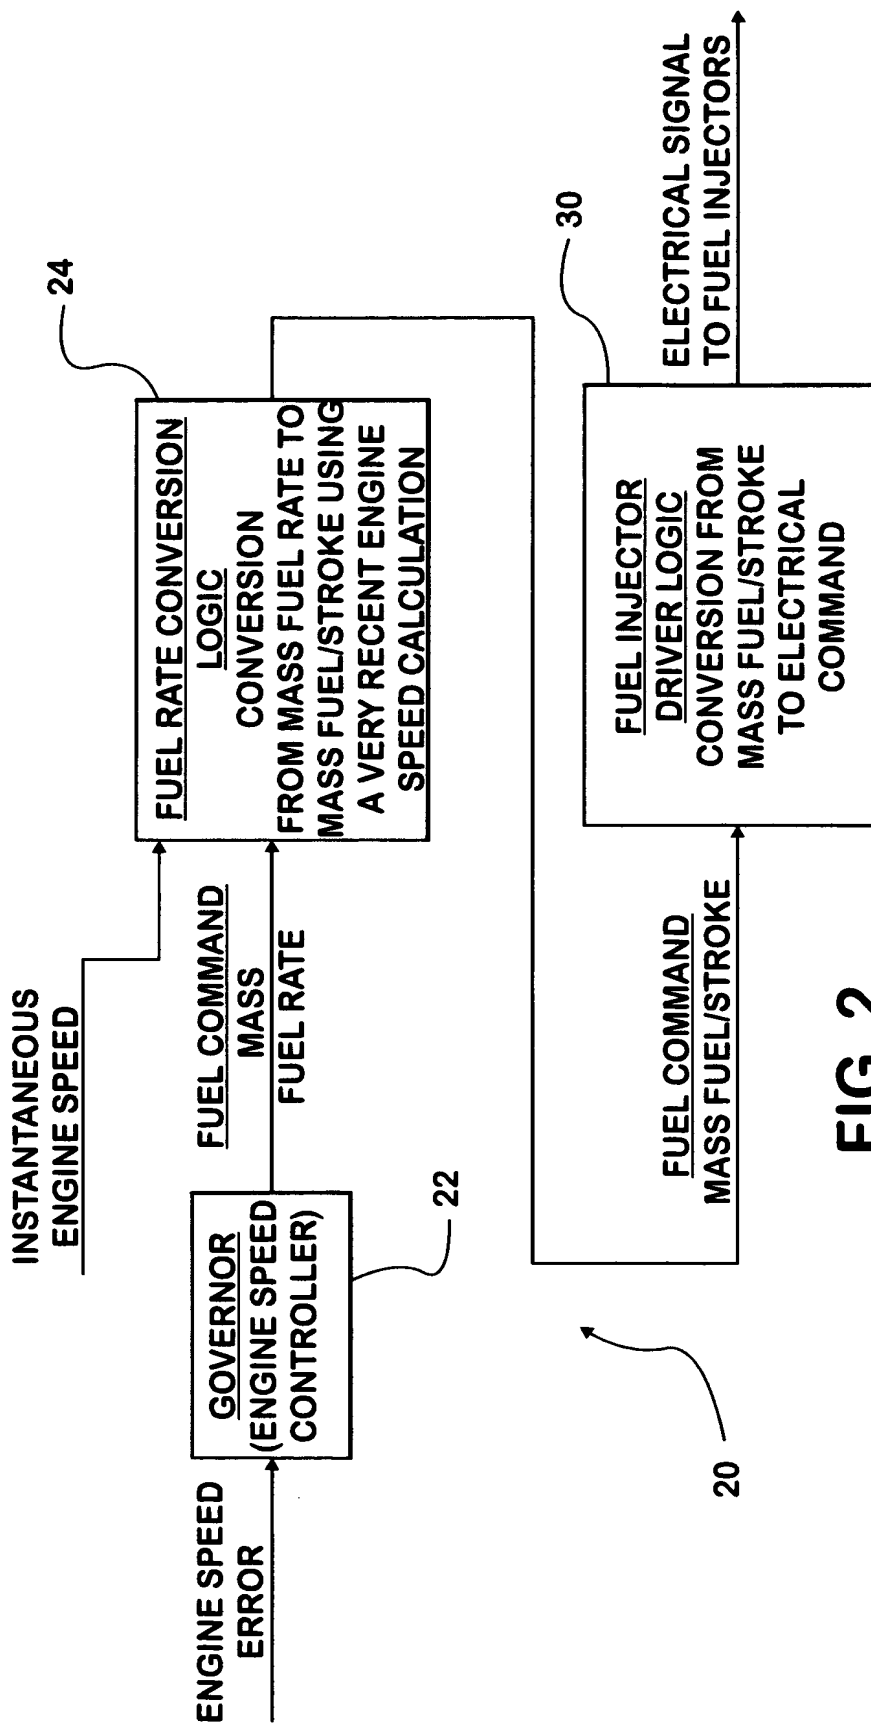 INSTANTANEOUS
ENGINE SPEED
ENGINE SPEED
ERROR
GOVERNOR
(ENGINE SPEED
CONTROLLER)
22
FUEL COMMAND
MASS
FUEL RATE
24
FUEL RATE CONVERSION
LOGIC
CONVERSION
FROM MASS FUEL RATE TO
MASS FUEL/STROKE USING
A VERY RECENT ENGINE
SPEED CALCULATION
20
FUEL COMMAND
MASS FUEL/STROKE
30
FUEL INJECTOR
DRIVER LOGIC
CONVERSION FROM
MASS FUEL/STROKE
TO ELECTRICAL
COMMAND
ELECTRICAL SIGNAL
TO FUEL INJECTORS
FIG. 2